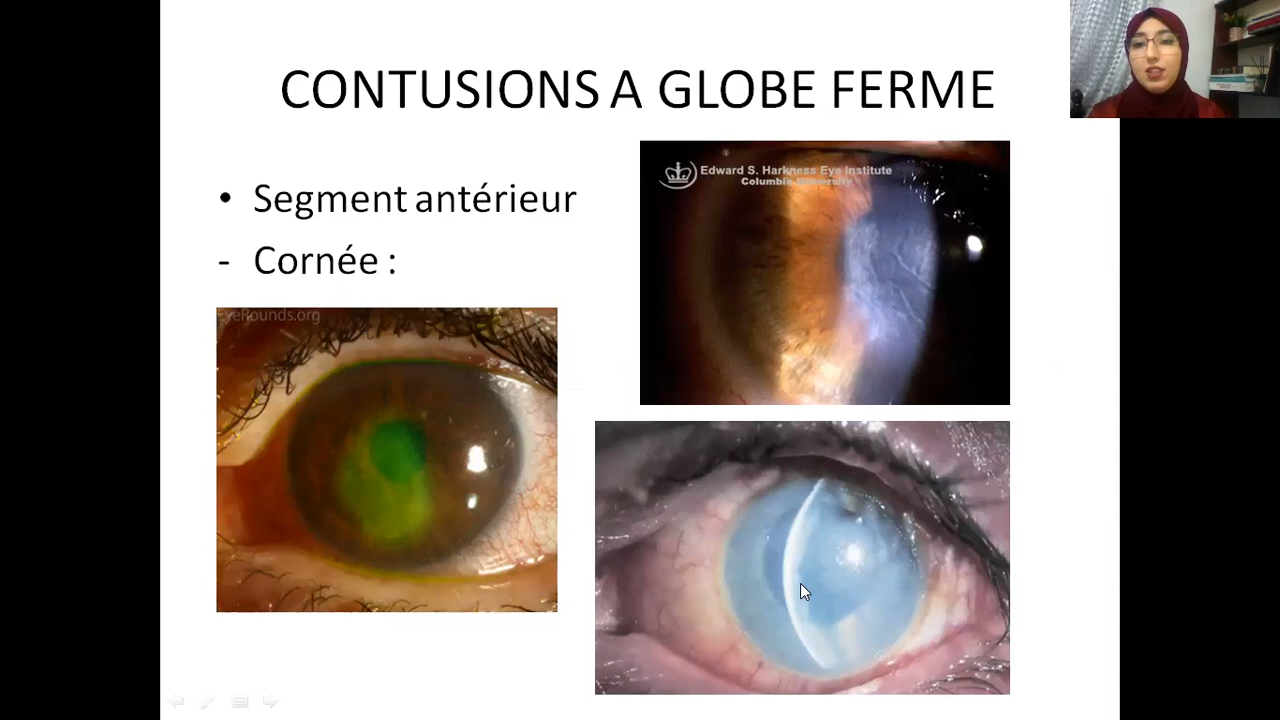 CONTUSIONS A GLOBE FERME
• Segment antérieur
- Cornée :
Edward S. Harkness Eye Institute
Columbia University
EyeRounds.org